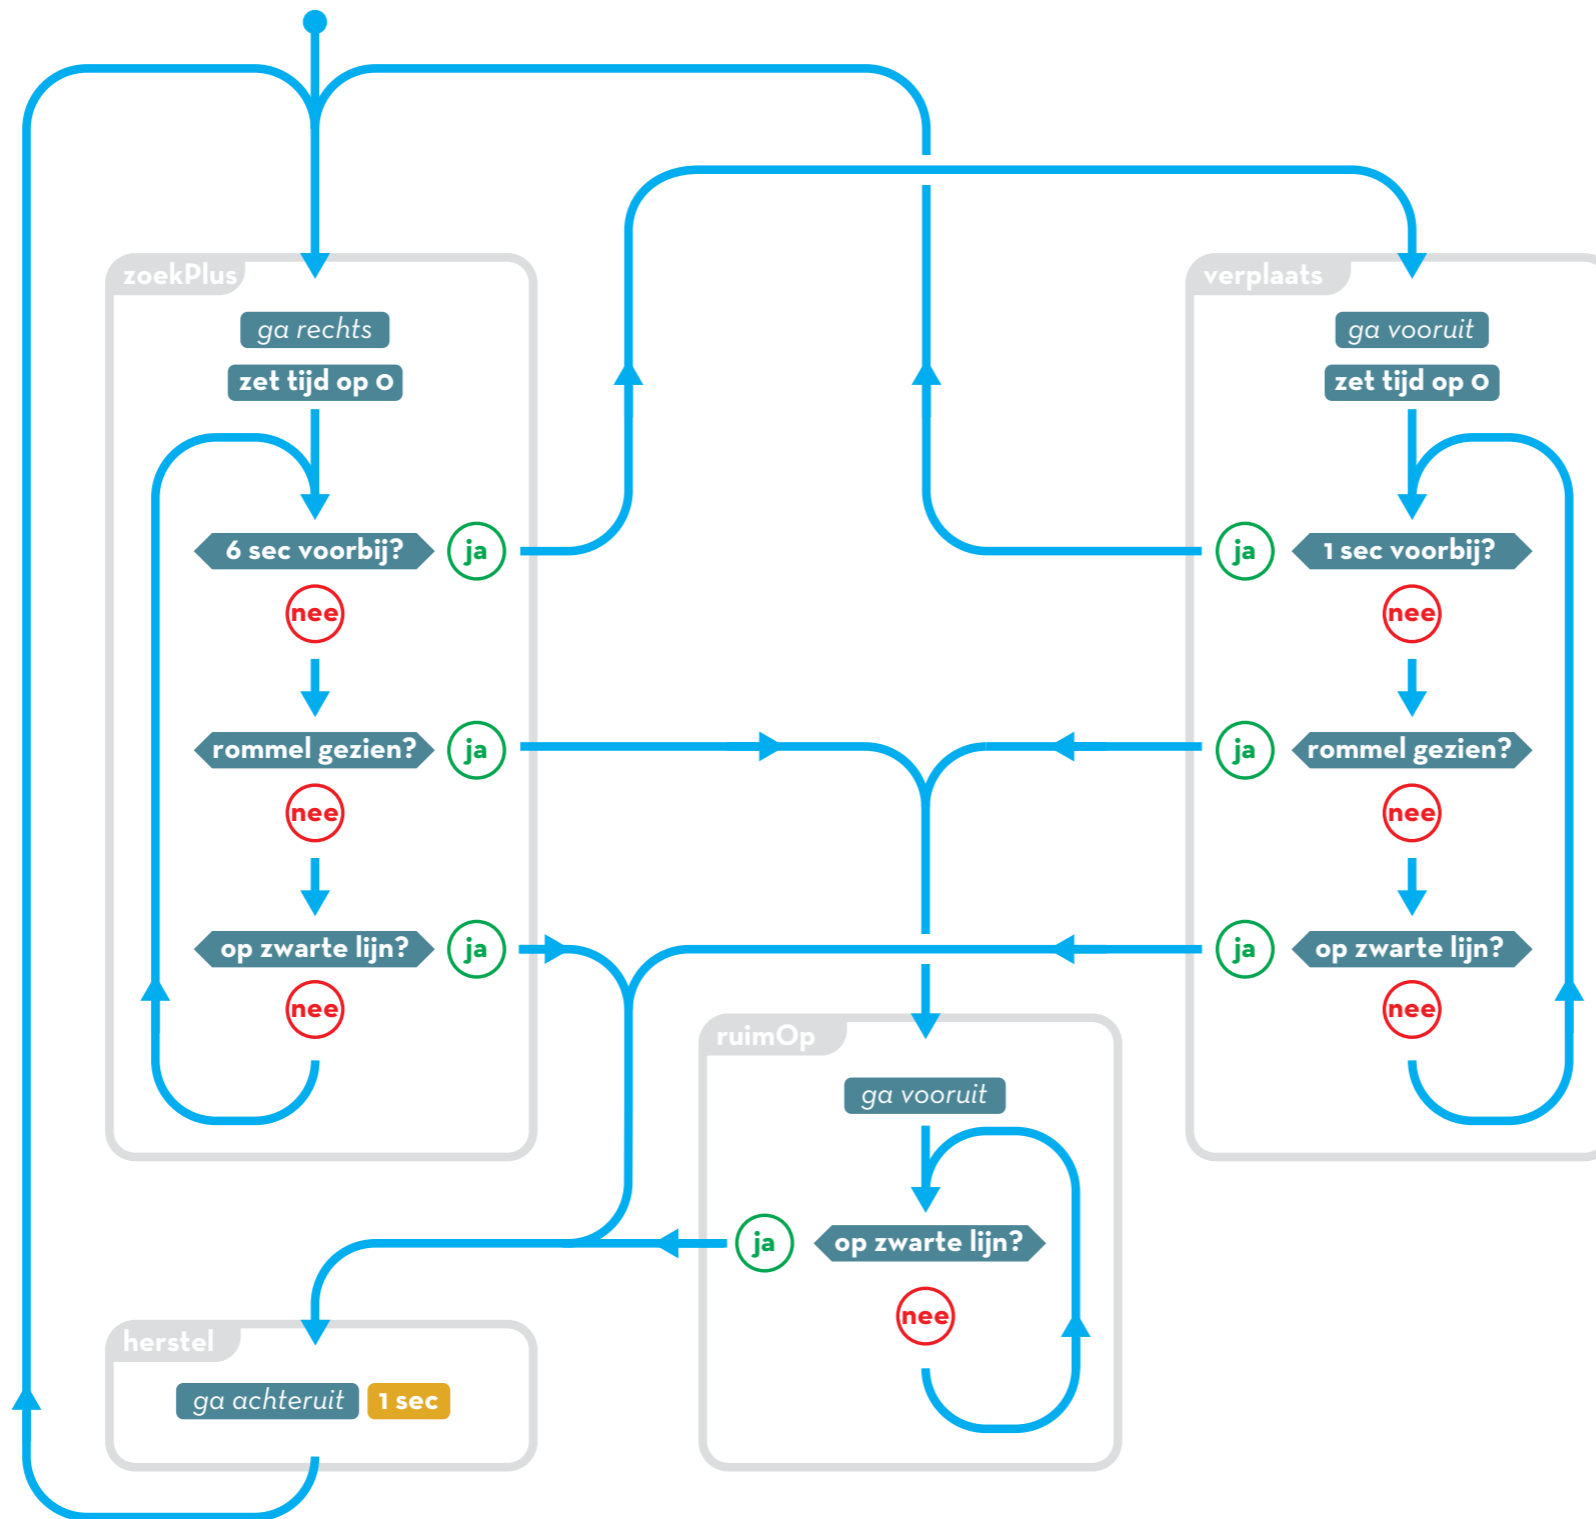 zoekPlus
ga rechts
zet tijd op 0
6 sec voorbij?
ja
nee
rommel gezien?
ja
nee
op zwarte lijn?
ja
nee
verplaats
ga vooruit
zet tijd op 0
ja
1 sec voorbij?
nee
ja
rommel gezien?
nee
ja
op zwarte lijn?
nee
ruimOp
ga vooruit
ja
op zwarte lijn?
nee
herstel
ga achteruit
1 sec